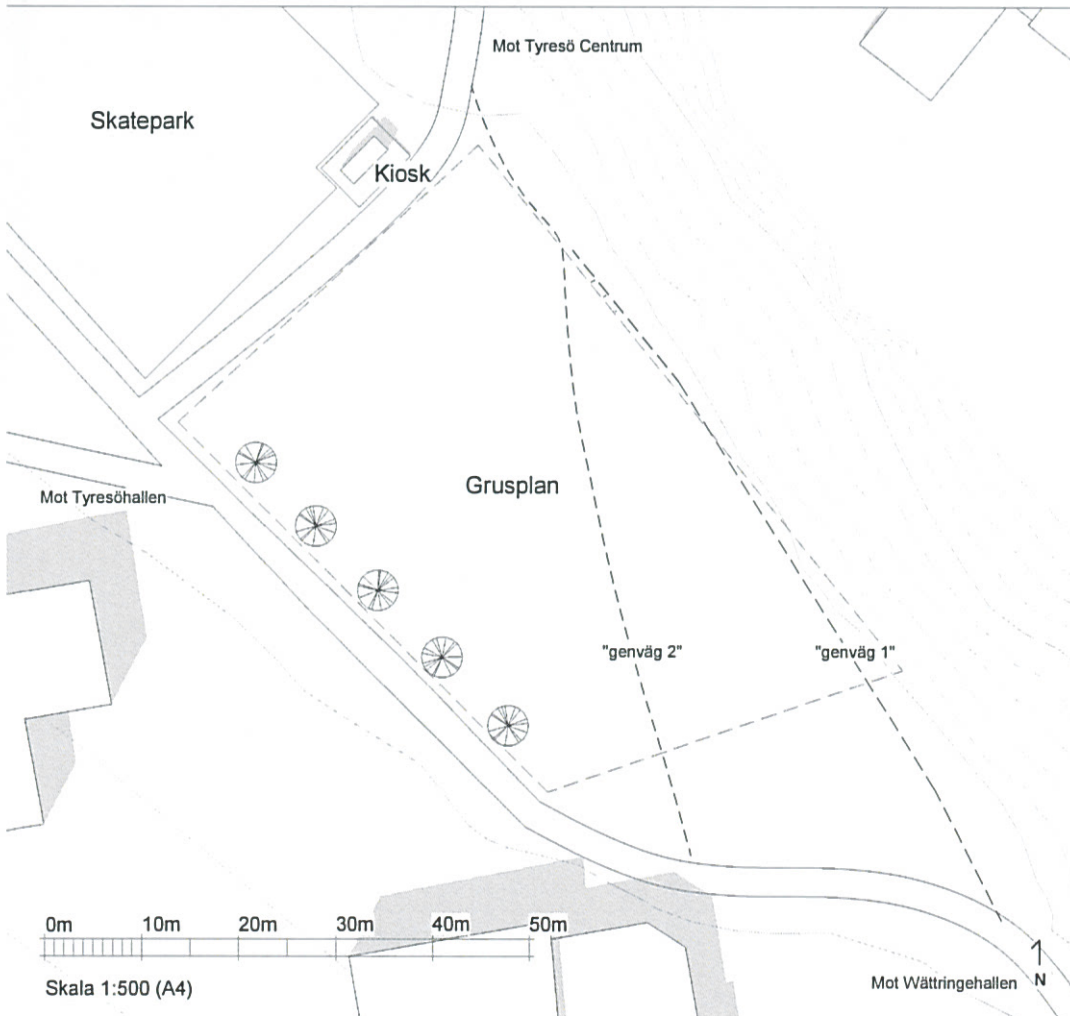 Mot Tyresö Centrum
Skatepark
Kiosk
Grusplan
Mot Tyresöhallen
"genväg 2"
"genväg 1"
0m 10m 20m 30m 40m 50m
Skala 1:500 (A4)
Mot Wättringehallen
N